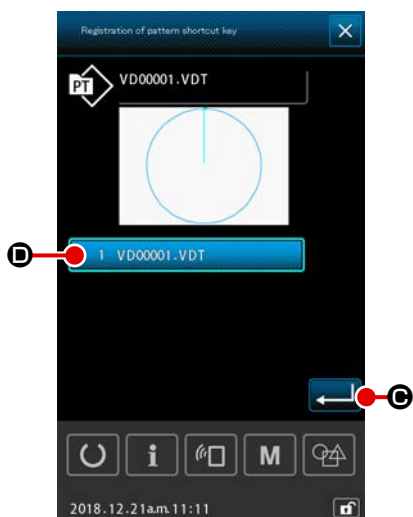 Registration of pattern shortcut key
PT VD00001.VDT
D 1 VD00001.VDT
C
i M
2018.12.21a.m.11:11